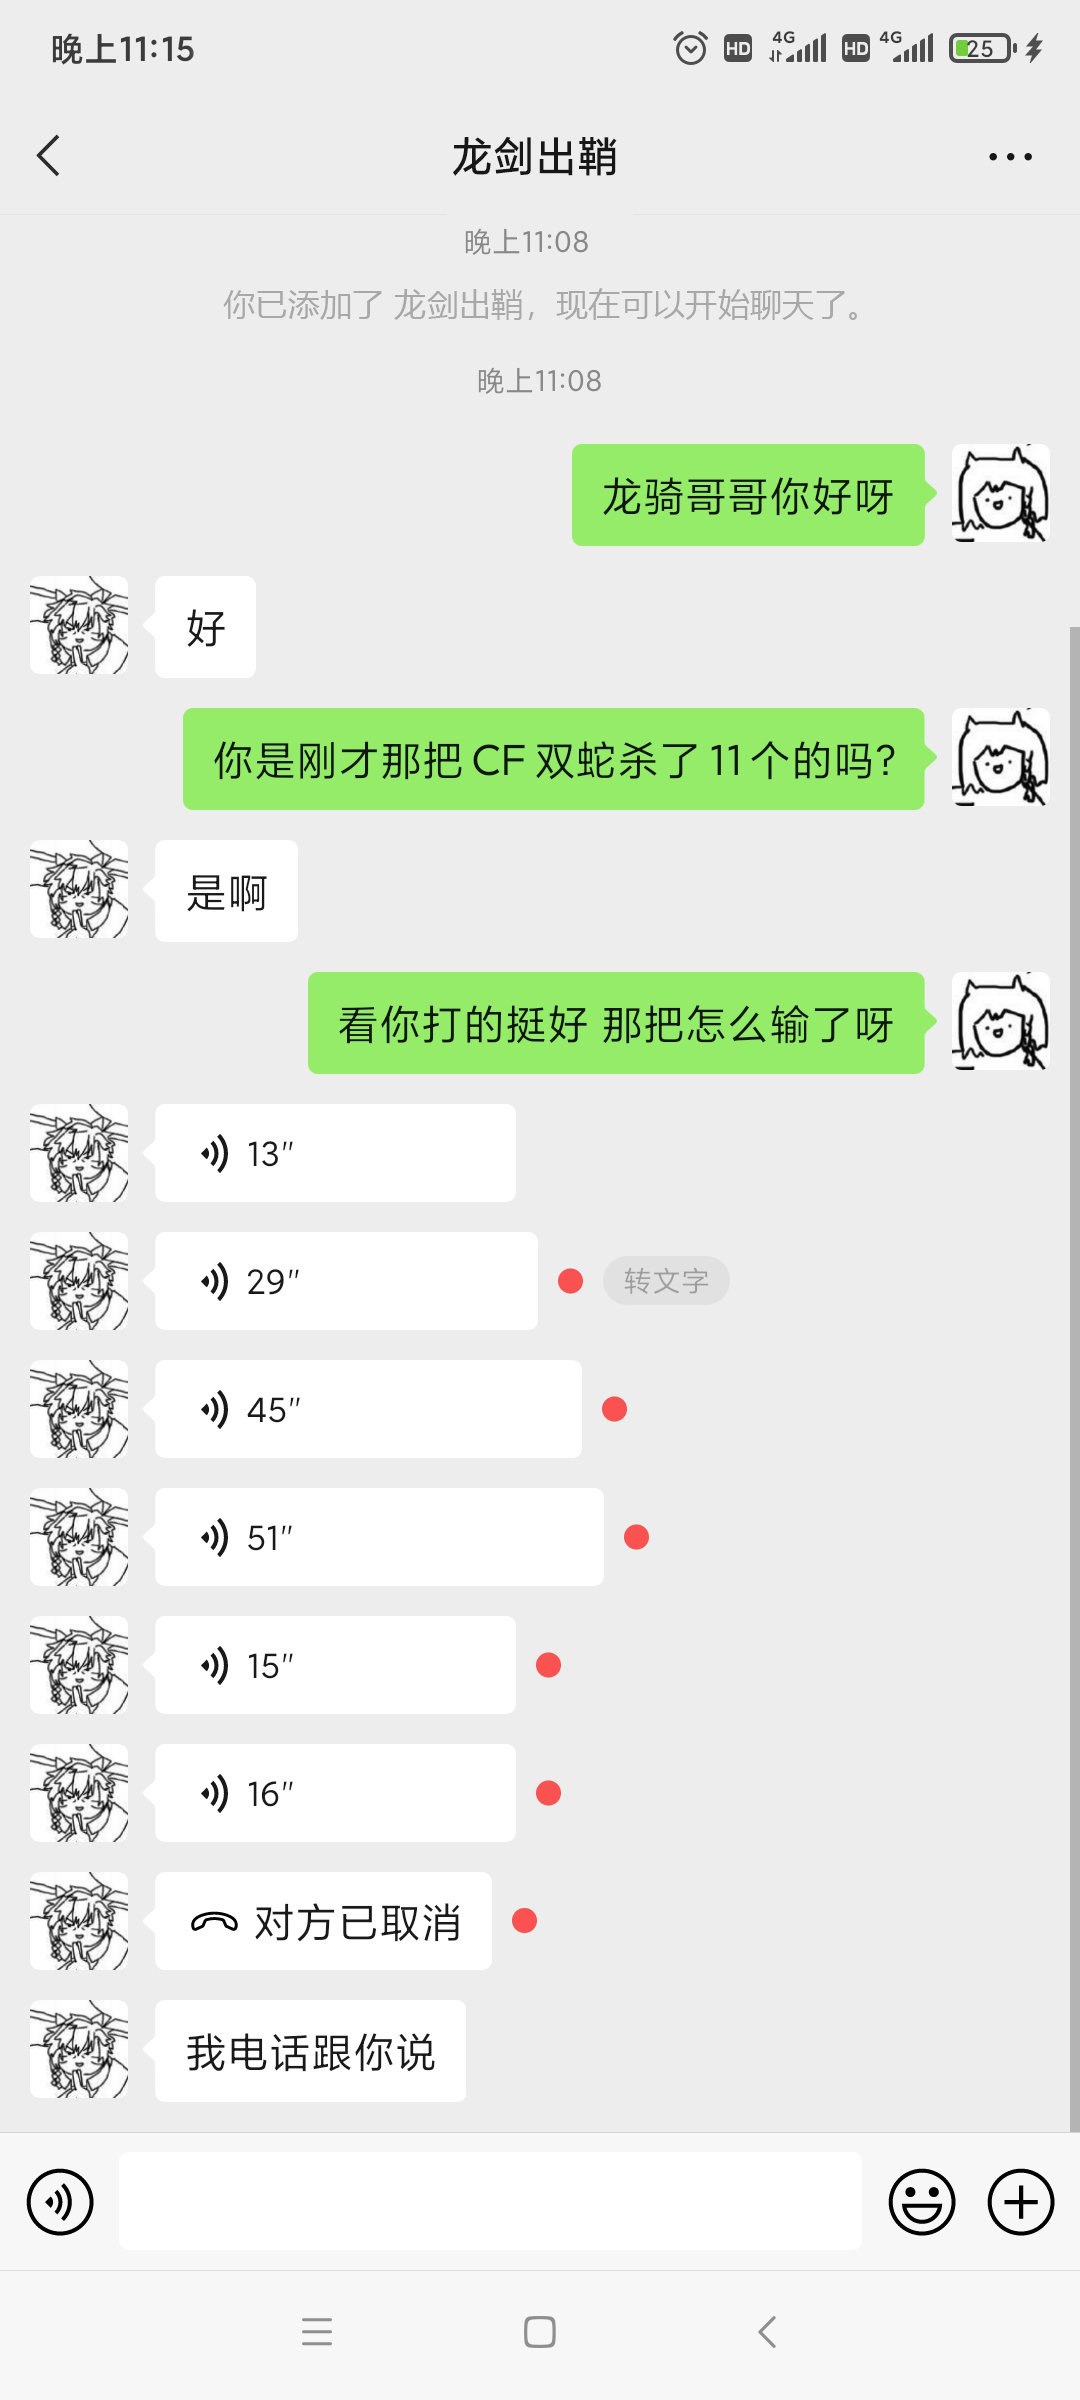 晚上11:15
HD 4G HD 4G 25
龙剑出鞘
晚上11:08
你已添加了 龙剑出鞘，现在可以开始聊天了。
晚上11:08
龙骑哥哥你好呀
好
你是刚才那把 CF 双蛇杀了 11 个的吗?
是啊
看你打的挺好 那把怎么输了呀
13"
29" 转文字
45"
51"
15"
16"
对方已取消
我电话跟你说